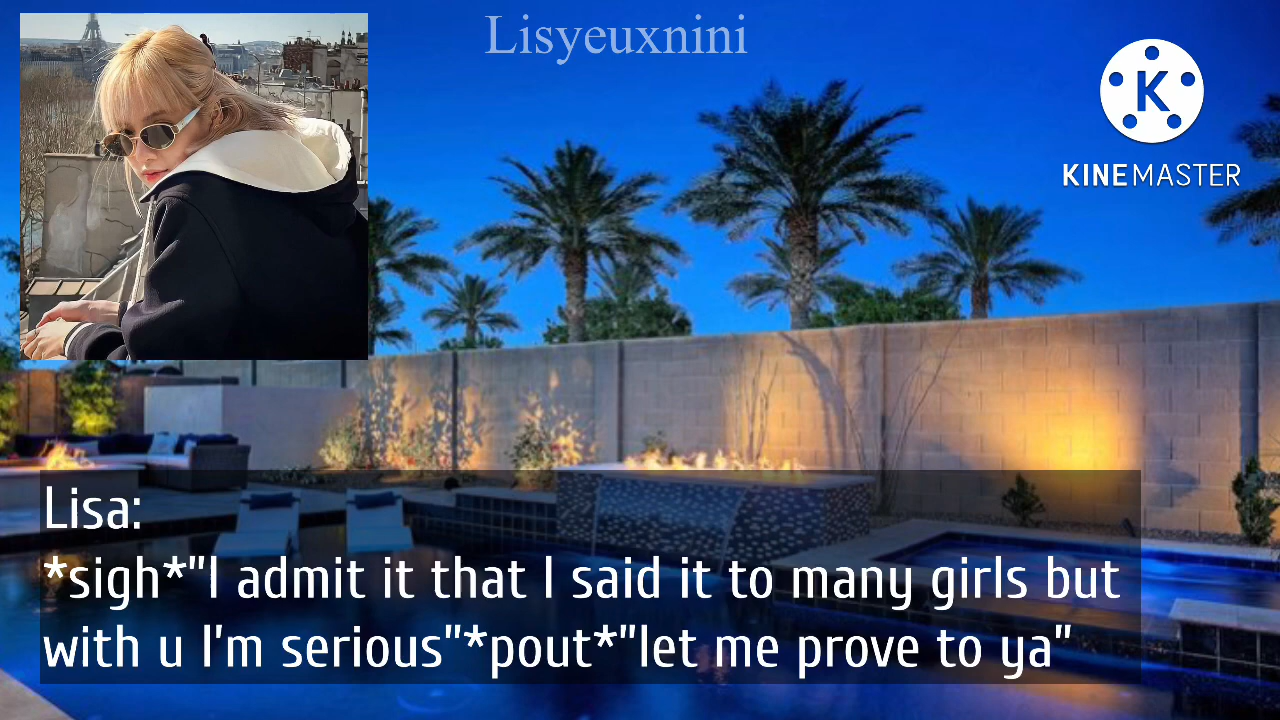 Lisyeuxnini
K
KINEMASTER
Lisa:
*sigh*"I admit it that I said it to many girls but
with u I'm serious"*pout*"let me prove to ya"